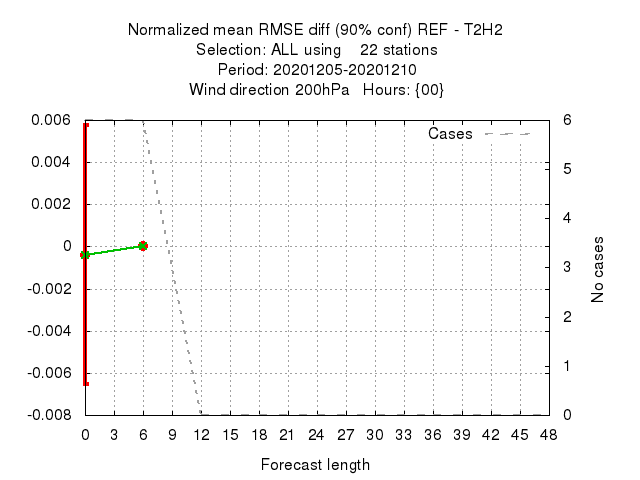 Normalized mean RMSE diff (90% conf) REF - T2H2
Selection: ALL using    22 stations
Period: 20201205-20201210
Wind direction 200hPa   Hours: {00}
0.006
0.004
0.002
0
-0.002
-0.004
-0.006
-0.008
Cases
6
5
4
3
2
1
0
No cases
0 3 6 9 12 15 18 21 24 27 30 33 36 39 42 45 48
Forecast length